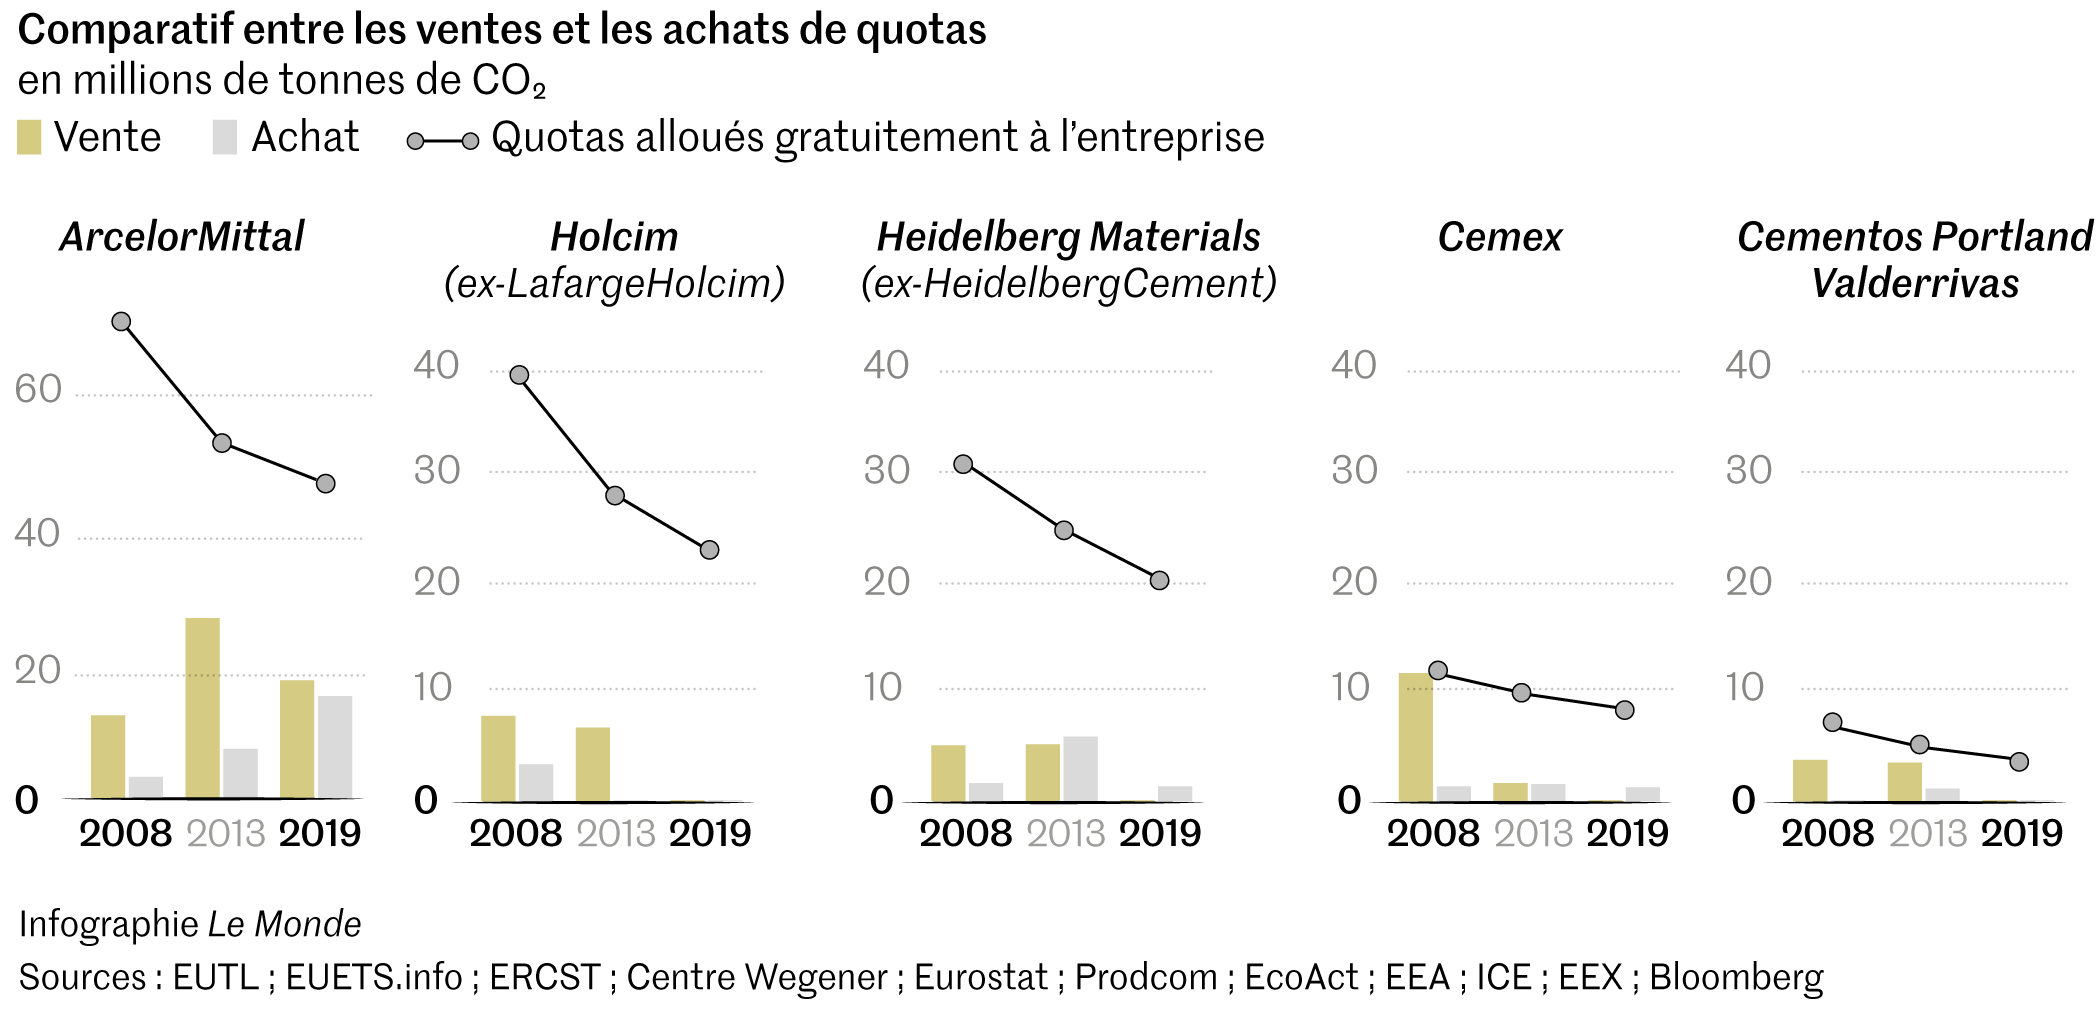 Comparatif entre les ventes et les achats de quotas
en millions de tonnes de CO₂
Vente Achat Quotas alloués gratuitement à l’entreprise
ArcelorMittal
60
40
20
0
2008 2013 2019
Holcim
(ex-LafargeHolcim)
40
30
20
10
0
2008 2013 2019
Heidelberg Materials
(ex-HeidelbergCement)
40
30
20
10
0
2008 2013 2019
Cemex
40
30
20
10
0
2008 2013 2019
Cementos Portland
Valderrivas
40
30
20
10
0
2008 2013 2019
Infographie Le Monde
Sources : EUTL ; EUETS.info ; ERCST ; Centre Wegener ; Eurostat ; Prodcom ; EcoAct ; EEA ; ICE ; EEX ; Bloomberg